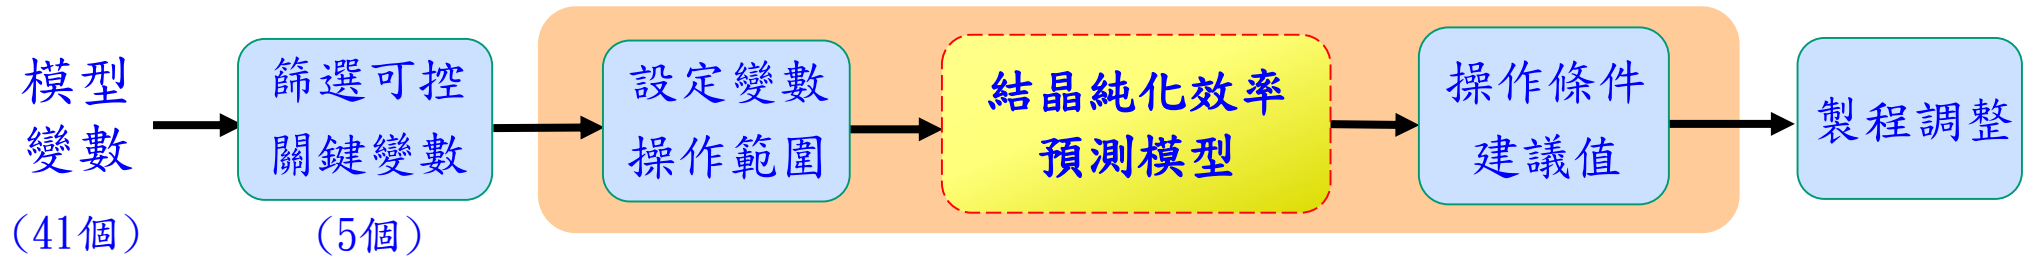 模型
變數
(41個)
篩選可控
關鍵變數
(5個)
設定變數
操作範圍
結晶純化效率
預測模型
操作條件
建議值
製程調整